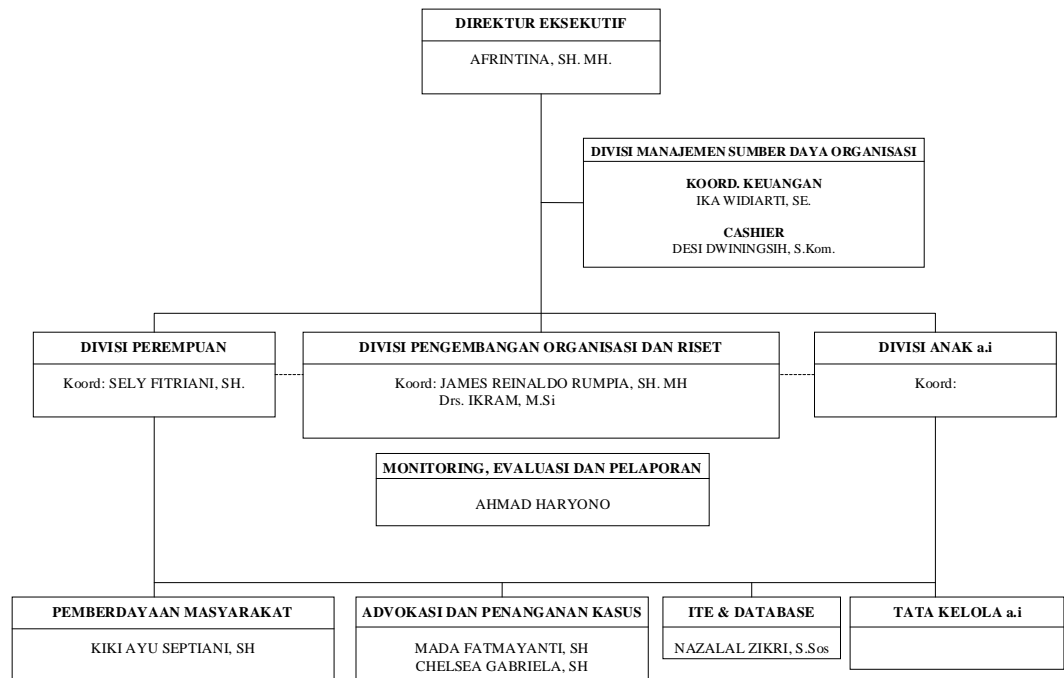 DIREKTUR EKSEKUTIF
AFRINTINA, SH. MH.
DIVISI MANAJEMEN SUMBER DAYA ORGANISASI
KOORD. KEUANGAN
IKA WIDIARTI, SE.
CASHIER
DESI DWININGSIH, S.Kom.
DIVISI PEREMPUAN
Koord: SELY FITRIANI, SH.
DIVISI PENGEMBANGAN ORGANISASI DAN RISET
Koord: JAMES REINALDO RUMPIA, SH. MH
Drs. IKRAM, M.Si
DIVISI ANAK a.i
Koord:
MONITORING, EVALUASI DAN PELAPORAN
AHMAD HARYONO
PEMBERDAYAAN MASYARAKAT
KIKI AYU SEPTIANI, SH
ADVOKASI DAN PENANGANAN KASUS
MADA FATMAYANTI, SH
CHELSEA GABRIELA, SH
ITE & DATABASE
NAZALAL ZIKRI, S.Sos
TATA KELOLA a.i